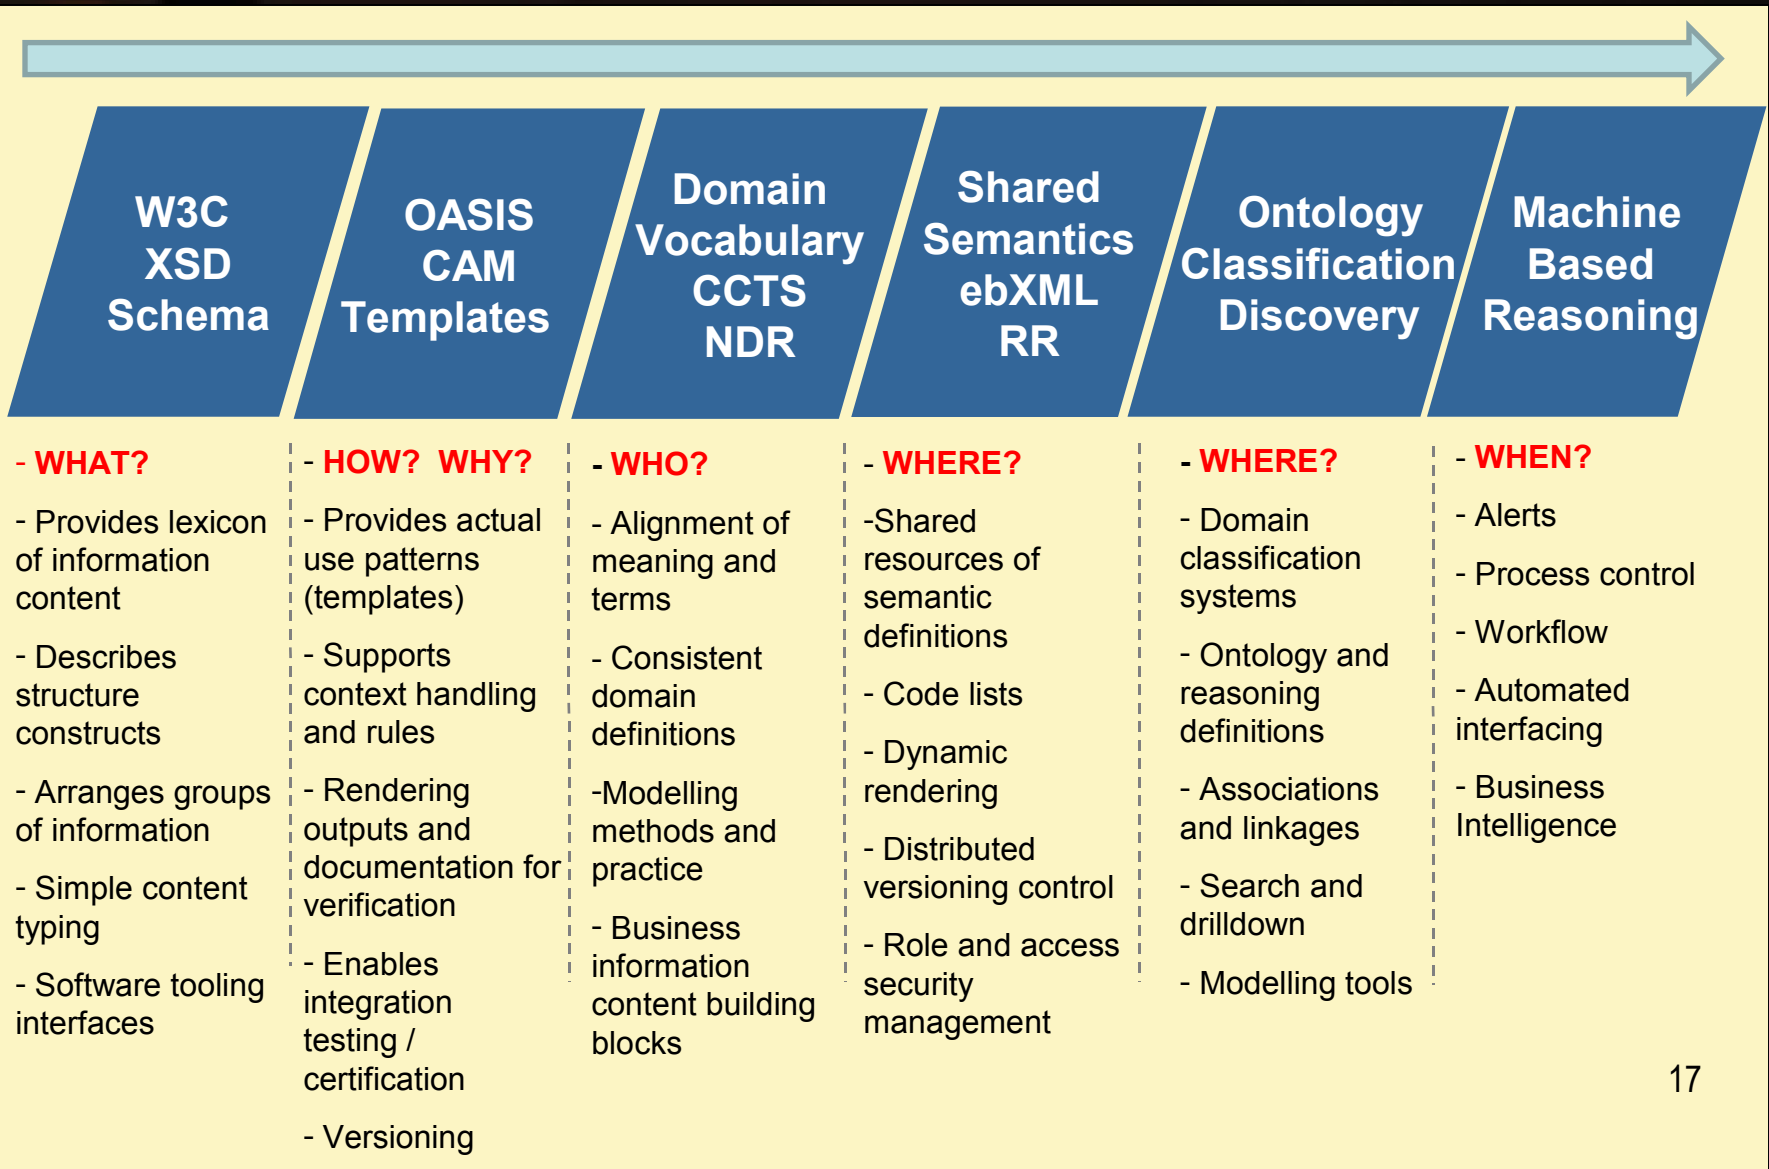 W3C
XSD
Schema
OASIS
CAM
Templates
Domain
Vocabulary
CCTS
NDR
Shared
Semantics
ebXML
RR
Ontology
Classification
Discovery
Machine
Based
Reasoning
- WHAT?
- Provides lexicon
of information
content
- Describes
structure
constructs
- Arranges groups
of information
- Simple content
typing
- Software tooling
interfaces
- HOW? WHY?
- Provides actual
use patterns
(templates)
- Supports
context handling
and rules
- Rendering
outputs and
documentation for
verification
- Enables
integration
testing /
certification
- Versioning
- WHO?
- Alignment of
meaning and
terms
- Consistent
domain
definitions
-Modelling
methods and
practice
- Business
information
content building
blocks
- WHERE?
-Shared
resources of
semantic
definitions
- Code lists
- Dynamic
rendering
- Distributed
versioning control
- Role and access
security
management
- WHERE?
- Domain
classification
systems
- Ontology and
reasoning
definitions
- Associations
and linkages
- Search and
drilldown
- Modelling tools
- WHEN?
- Alerts
- Process control
- Workflow
- Automated
interfacing
- Business
Intelligence
17